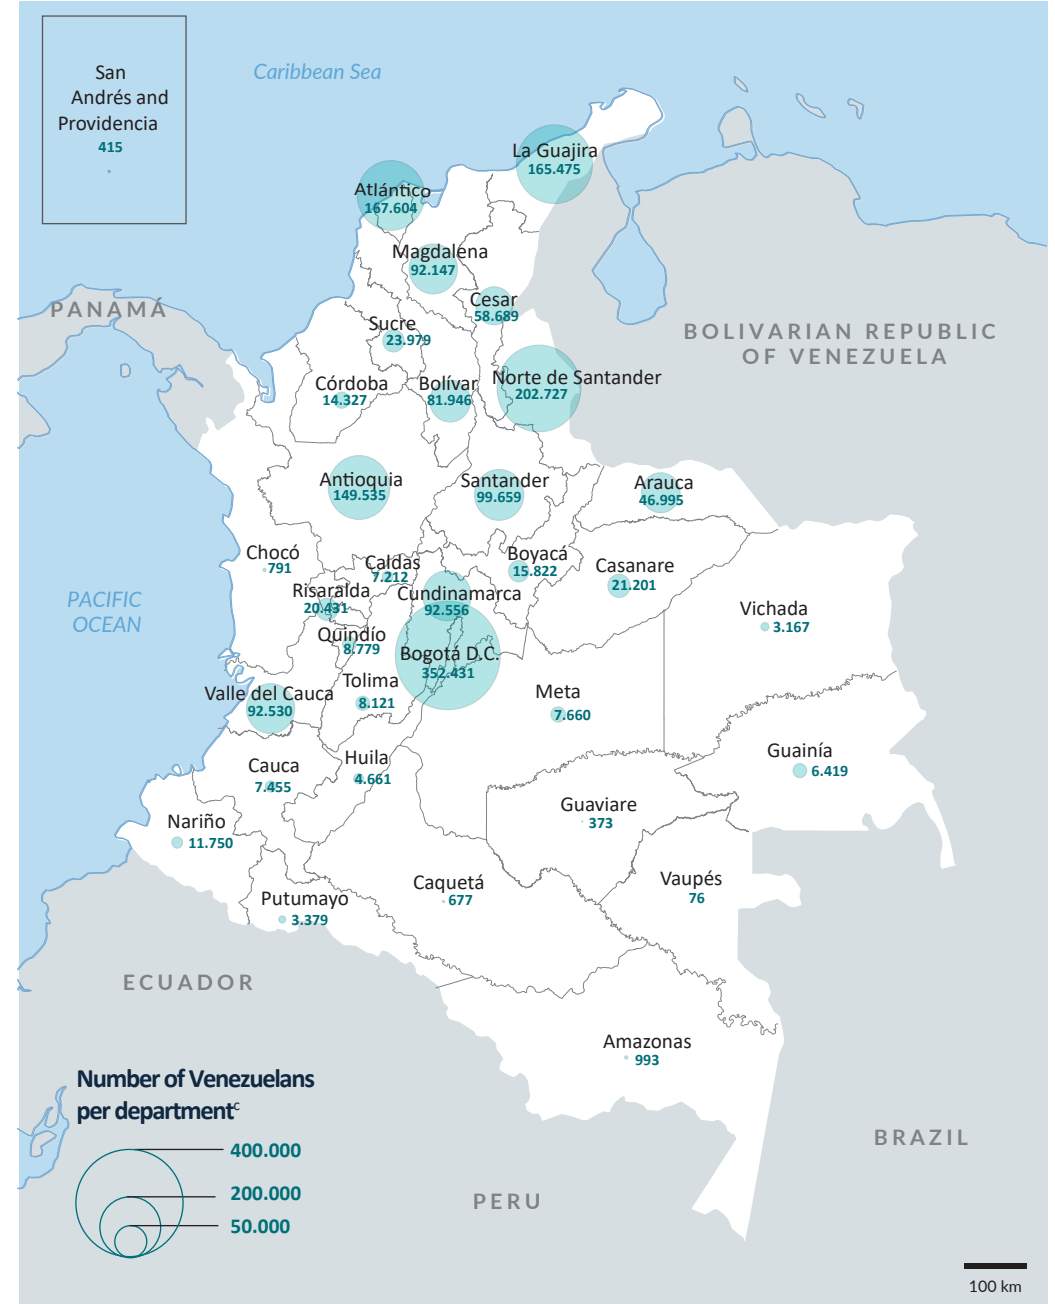 San
Andrés and
Providencia
415
Caribbean Sea
La Guajira
165.475
Atlántico
167.604
Magdalena
92.147
Cesar
58.689
PANAMÁ
Sucre
23.979
BOLIVARIAN REPUBLIC
OF VENEZUELA
Córdoba
14.327
Bolívar
81.946
Norte de Santander
202.727
Antioquia
149.535
Santander
99.659
Arauca
46.995
Chocó
791
Caldas
7.212
Boyacá
15.822
Casanare
21.201
Risaralda
20.431
Cundinamarca
92.556
PACIFIC
OCEAN
Vichada
3.167
Quindío
8.779
Bogotá D.C.
352.431
Valle del Cauca
92.530
Tolima
8.121
Meta
7.660
Cauca
7.455
Huila
4.661
Guainía
6.419
Nariño
11.750
Guaviare
373
Putumayo
3.379
Caquetá
677
Vaupés
76
ECUADOR
Amazonas
993
Number of Venezuelans
per departmentᶜ
400.000
200.000
50.000
PERU
BRAZIL
100 km